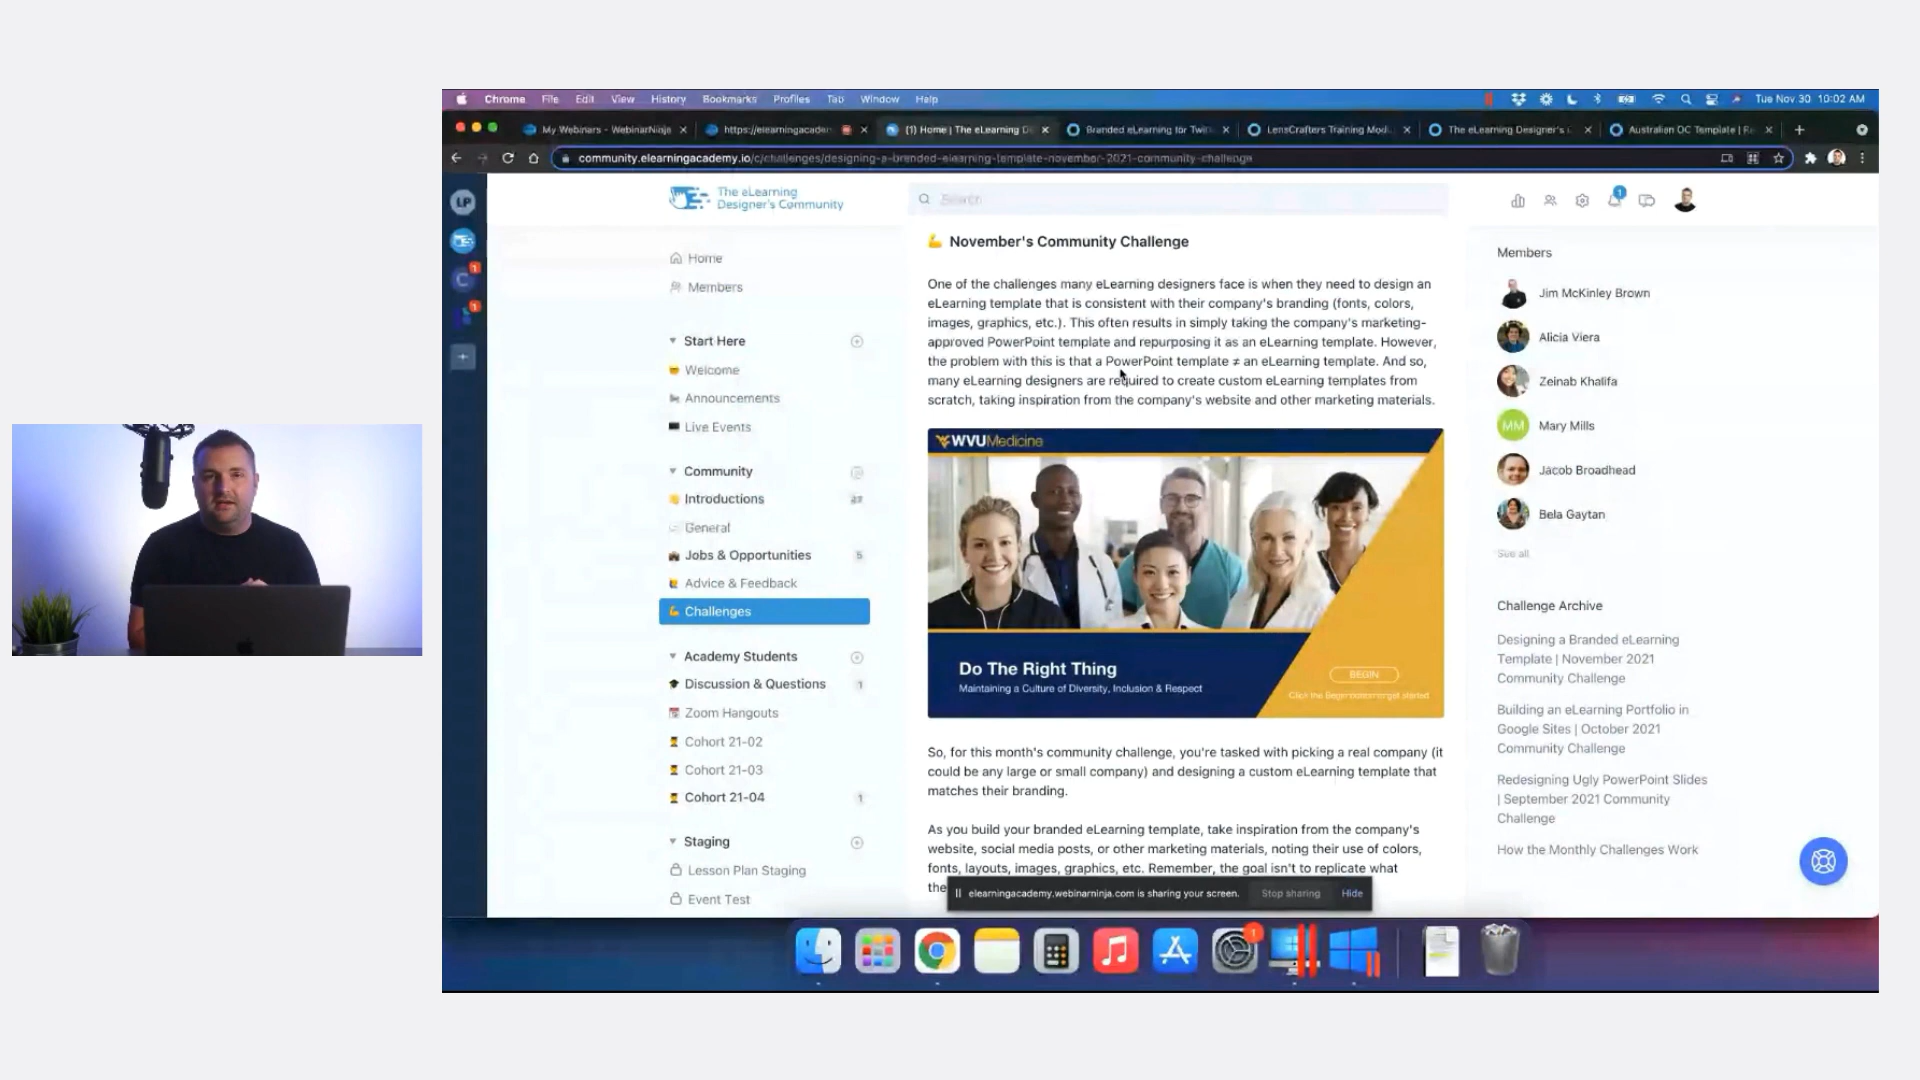 Chrome File Edit View History Bookmarks Profiles Tab Window Help
Tue Nov 30 10:02 AM
My Webinars - WebinarNinja
https://elearningacadem
(1) Home | The eLearning D
Branded eLearning for Twin
LensCrafters Training Modu
The eLearning Designer's
Australian OC Template | R
community.elearningacademy.io/c/challenges/designing-a-branded-elearning-template-november-2021-community-challenge
LP
The eLearning
Designer's Community
Search
1
C
1
1
Home
Members
Start Here
Welcome
Announcements
Live Events
Community
Introductions
General
Jobs & Opportunities 5
Advice & Feedback
Challenges
Academy Students
Discussion & Questions 1
Zoom Hangouts
Cohort 21-02
Cohort 21-03
Cohort 21-04 1
Staging
Lesson Plan Staging
Event Test
November's Community Challenge
One of the challenges many eLearning designers face is when they need to design an
eLearning template that is consistent with their company's branding (fonts, colors,
images, graphics, etc.). This often results in simply taking the company's marketing-
approved PowerPoint template and repurposing it as an eLearning template. However,
the problem with this is that a PowerPoint template ≠ an eLearning template. And so,
many eLearning designers are required to create custom eLearning templates from
scratch, taking inspiration from the company's website and other marketing materials.
WVUMedicine
Do The Right Thing
Maintaining a Culture of Diversity, Inclusion & Respect
BEGIN
Click the Begin started
So, for this month's community challenge, you're tasked with picking a real company (it
could be any large or small company) and designing a custom eLearning template that
matches their branding.
As you build your branded eLearning template, take inspiration from the company's
website, social media posts, or other marketing materials, noting their use of colors,
fonts, layouts, images, graphics, etc. Remember, the goal isn't to replicate what
the
elearningacademy.webinarninja.com is sharing your screen. Stop sharing Hide
Members
Jim McKinley Brown
Alicia Viera
Zeinab Khalifa
MM Mary Mills
Jacob Broadhead
Bela Gaytan
See all
Challenge Archive
Designing a Branded eLearning
Template | November 2021
Community Challenge
Building an eLearning Portfolio in
Google Sites | October 2021
Community Challenge
Redesigning Ugly PowerPoint Slides
| September 2021 Community
Challenge
How the Monthly Challenges Work
1